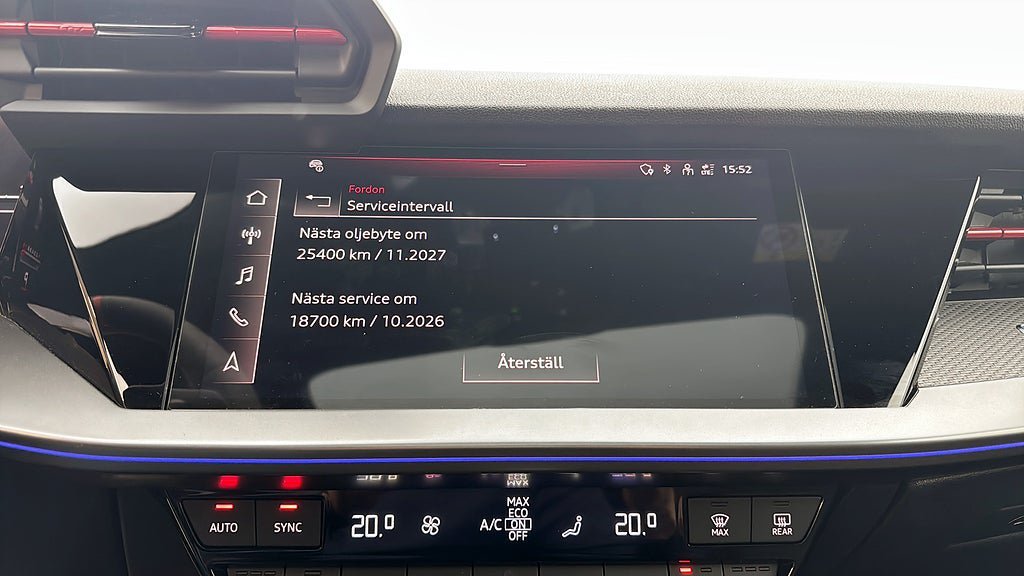 15:52
Fordon
Serviceintervall
Nästa oljebyte om
25400 km / 11.2027
Nästa service om
18700 km / 10.2026
Återställ
AUTO
SYNC
20.0
A/C
MAX
ECO
ON
OFF
20.0
MAX
REAR